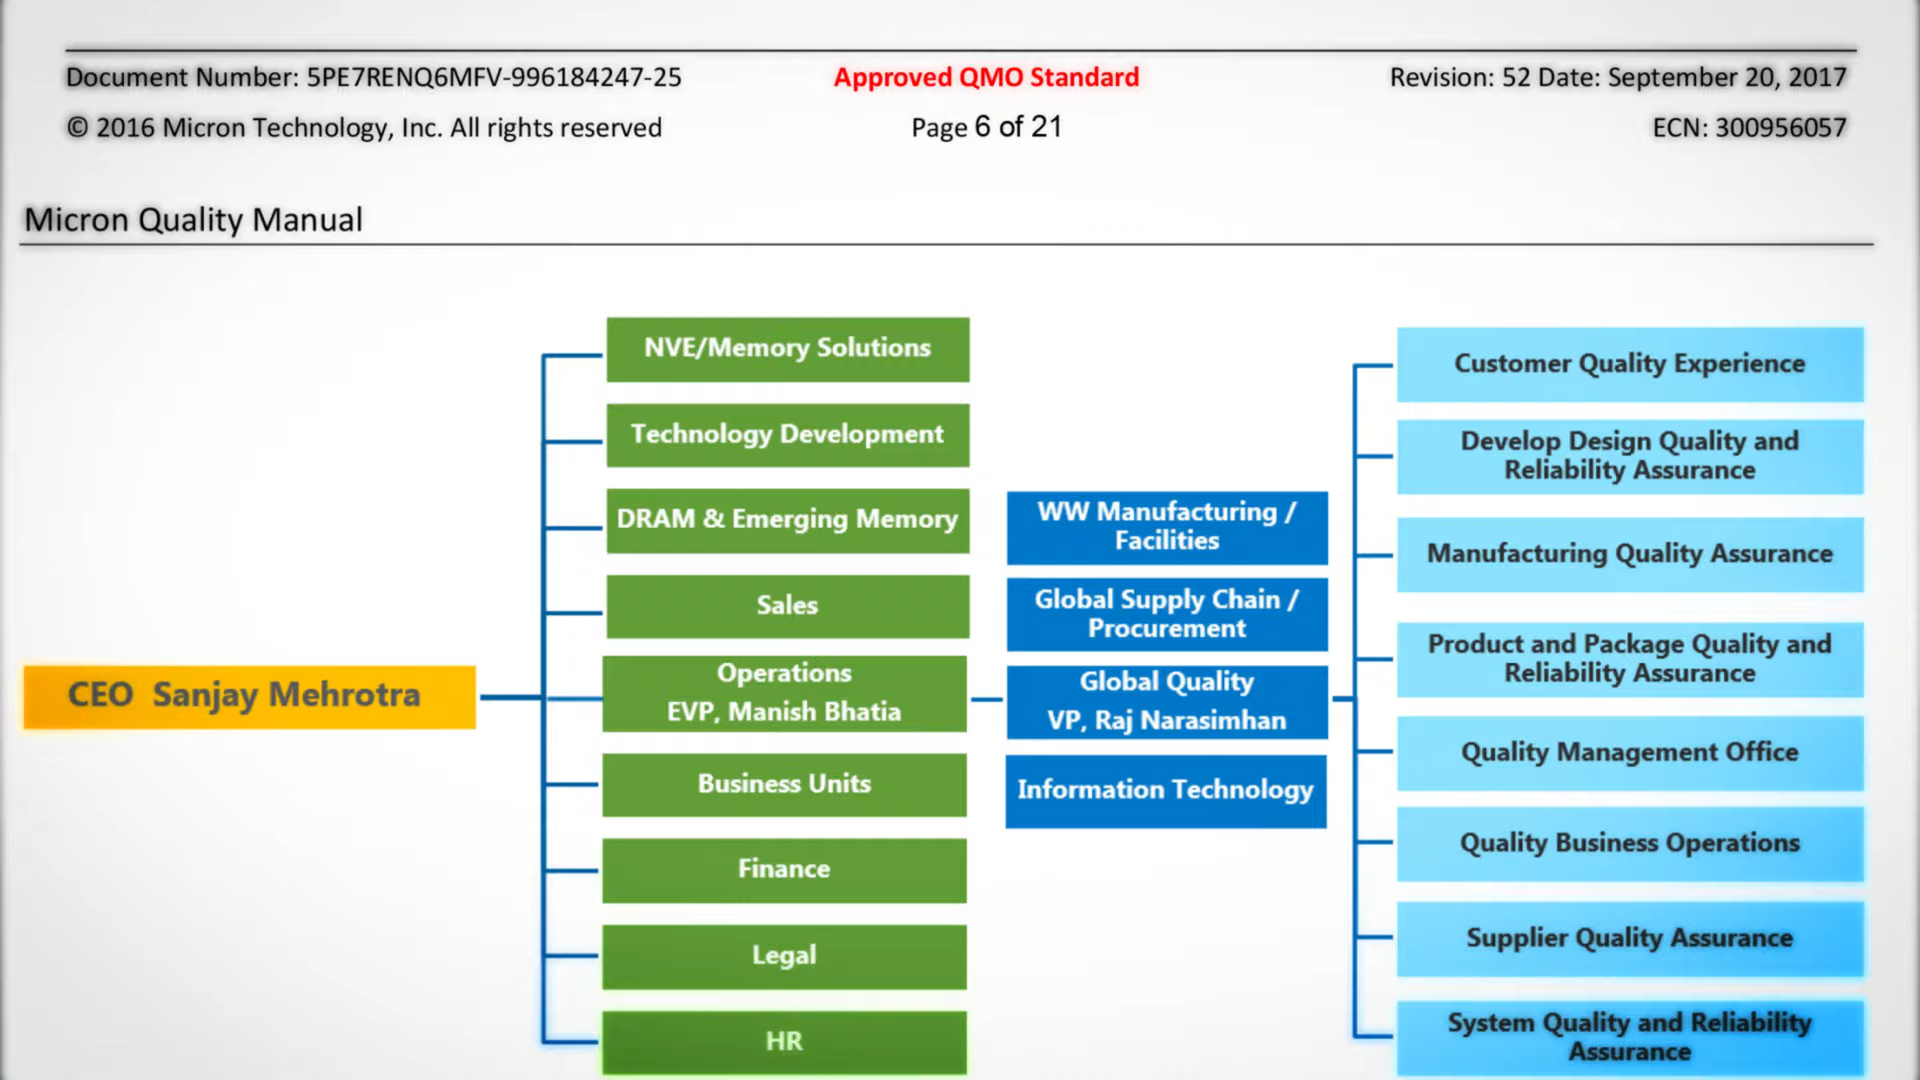 Document Number: 5PE7RENQ6MFV-996184247-25
Approved QMO Standard
Revision: 52 Date: September 20, 2017
© 2016 Micron Technology, Inc. All rights reserved
Page 6 of 21
ECN: 300956057
Micron Quality Manual
CEO Sanjay Mehrotra
NVE/Memory Solutions
Technology Development
DRAM & Emerging Memory
Sales
Operations
EVP, Manish Bhatia
Business Units
Finance
Legal
HR
WW Manufacturing /
Facilities
Global Supply Chain /
Procurement
Global Quality
VP, Raj Narasimhan
Information Technology
Customer Quality Experience
Develop Design Quality and
Reliability Assurance
Manufacturing Quality Assurance
Product and Package Quality and
Reliability Assurance
Quality Management Office
Quality Business Operations
Supplier Quality Assurance
System Quality and Reliability
Assurance